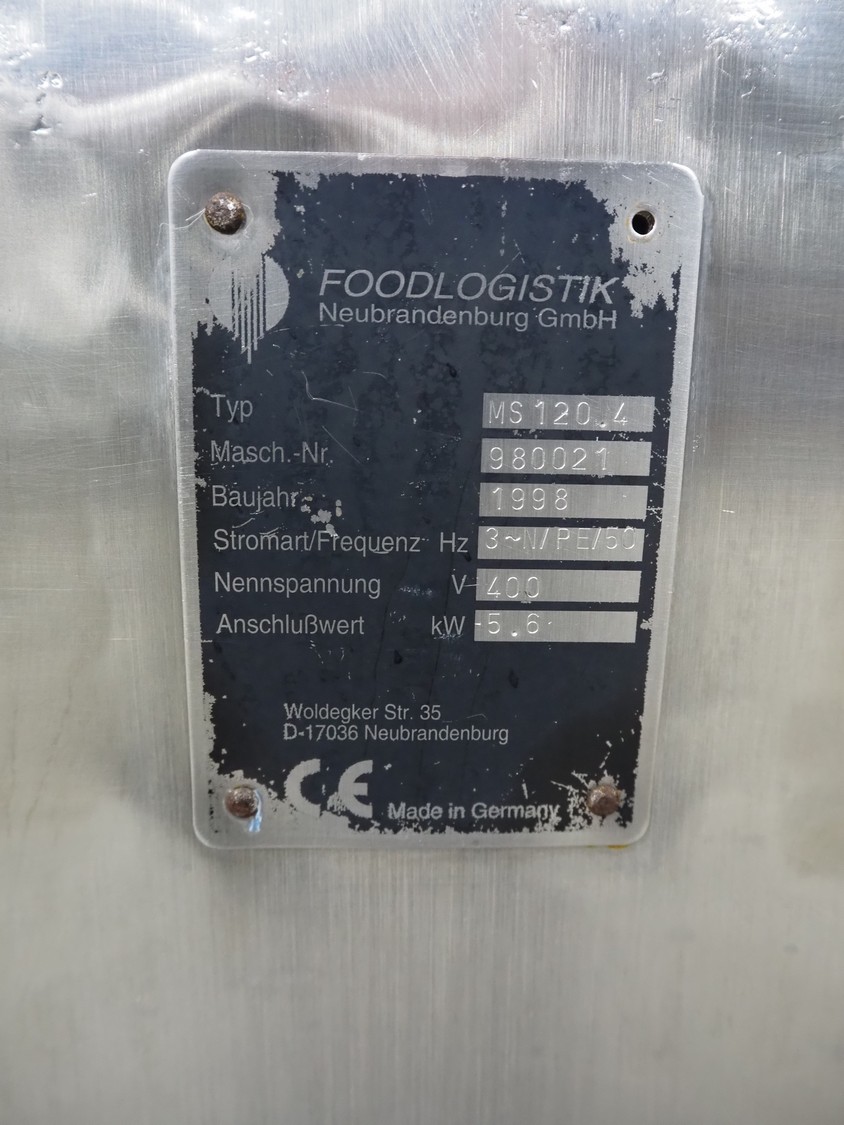 FOODLOGISTIK
Neubrandenburg GmbH
Typ MS 120.4
Masch.-Nr. 980021
Baujahr 1998
Stromart/Frequenz Hz 3~N/PE/50
Nennspannung V 400
Anschlußwert kW 5.6
Woldegker Str. 35
D-17036 Neubrandenburg
CE Made in Germany